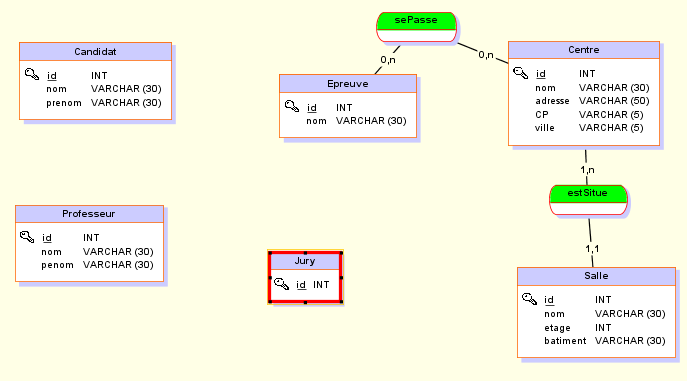 sePasse
0,n
0,n
Candidat
id INT
nom VARCHAR (30)
prenom VARCHAR (30)
Epreuve
id INT
nom VARCHAR (30)
Centre
id INT
nom VARCHAR (30)
adresse VARCHAR (50)
CP VARCHAR (5)
ville VARCHAR (5)
1,n
estSitue
1,1
Professeur
id INT
nom VARCHAR (30)
penom VARCHAR (30)
Jury
id INT
Salle
id INT
nom VARCHAR (30)
etage INT
batiment VARCHAR (30)